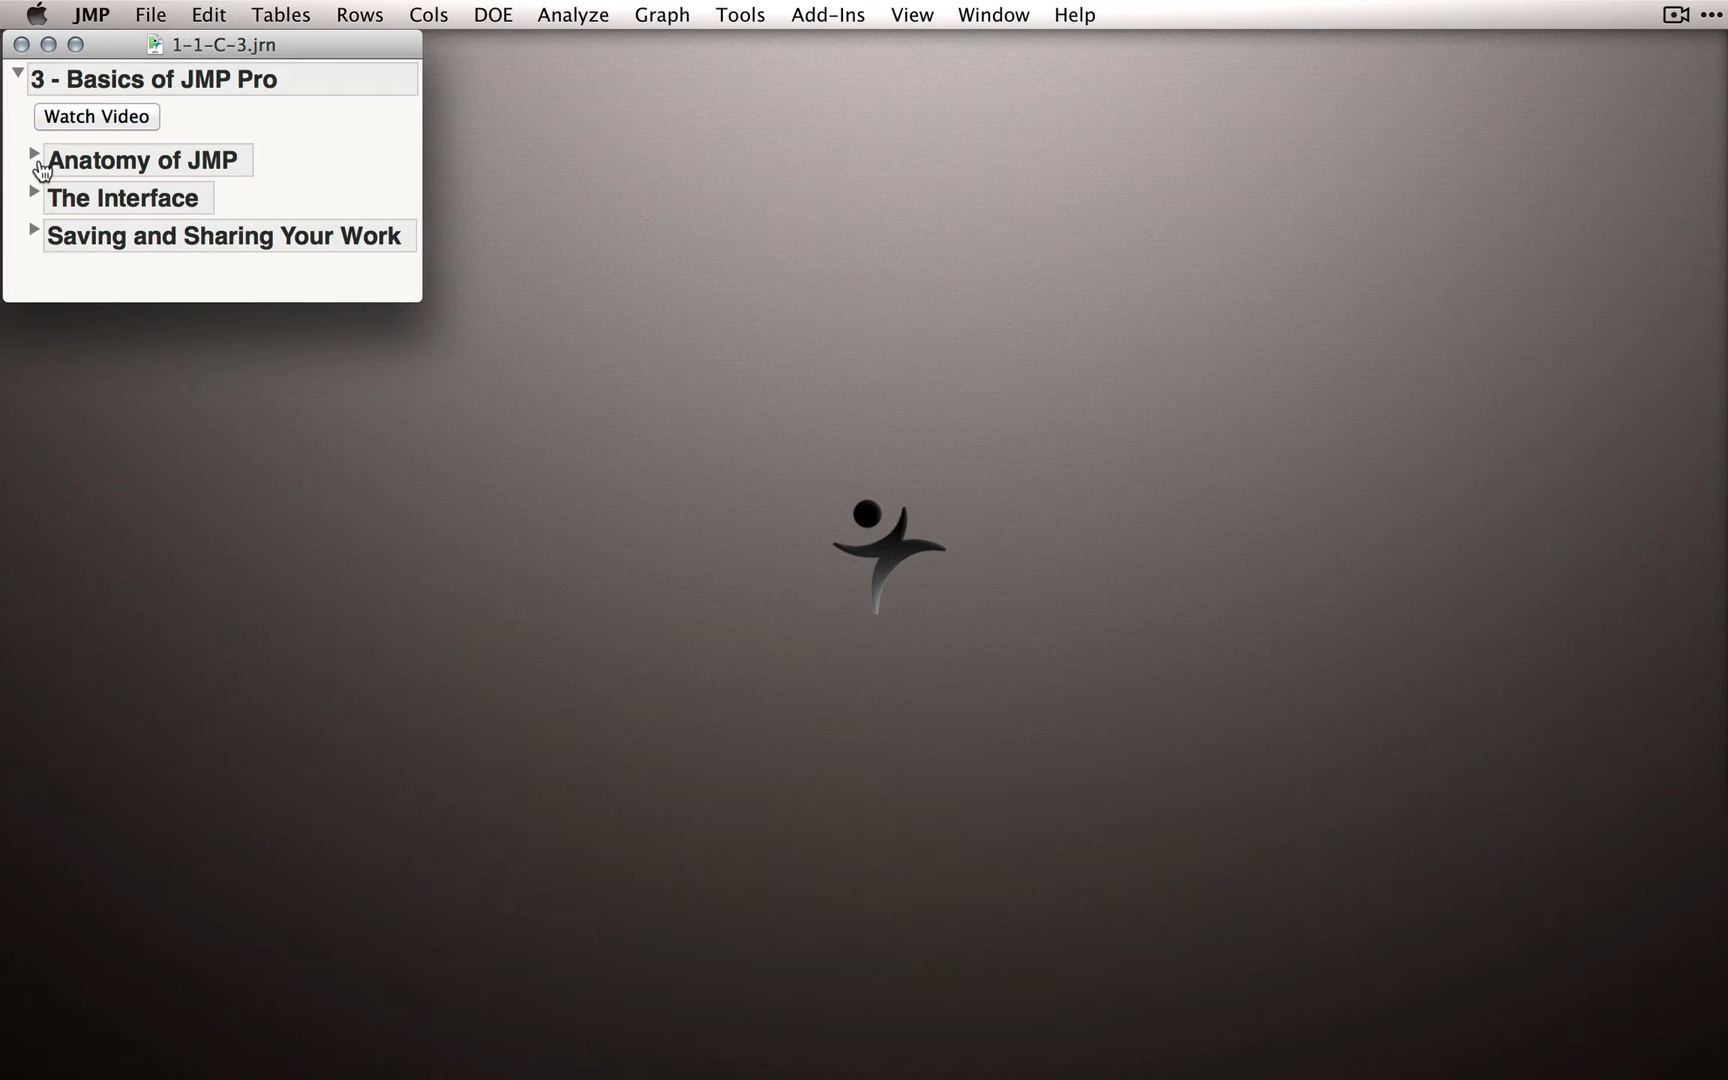 JMP File Edit Tables Rows Cols DOE Analyze Graph Tools Add-Ins View Window Help
1-1-C-3.jrn
3 - Basics of JMP Pro
Watch Video
Anatomy of JMP
The Interface
Saving and Sharing Your Work